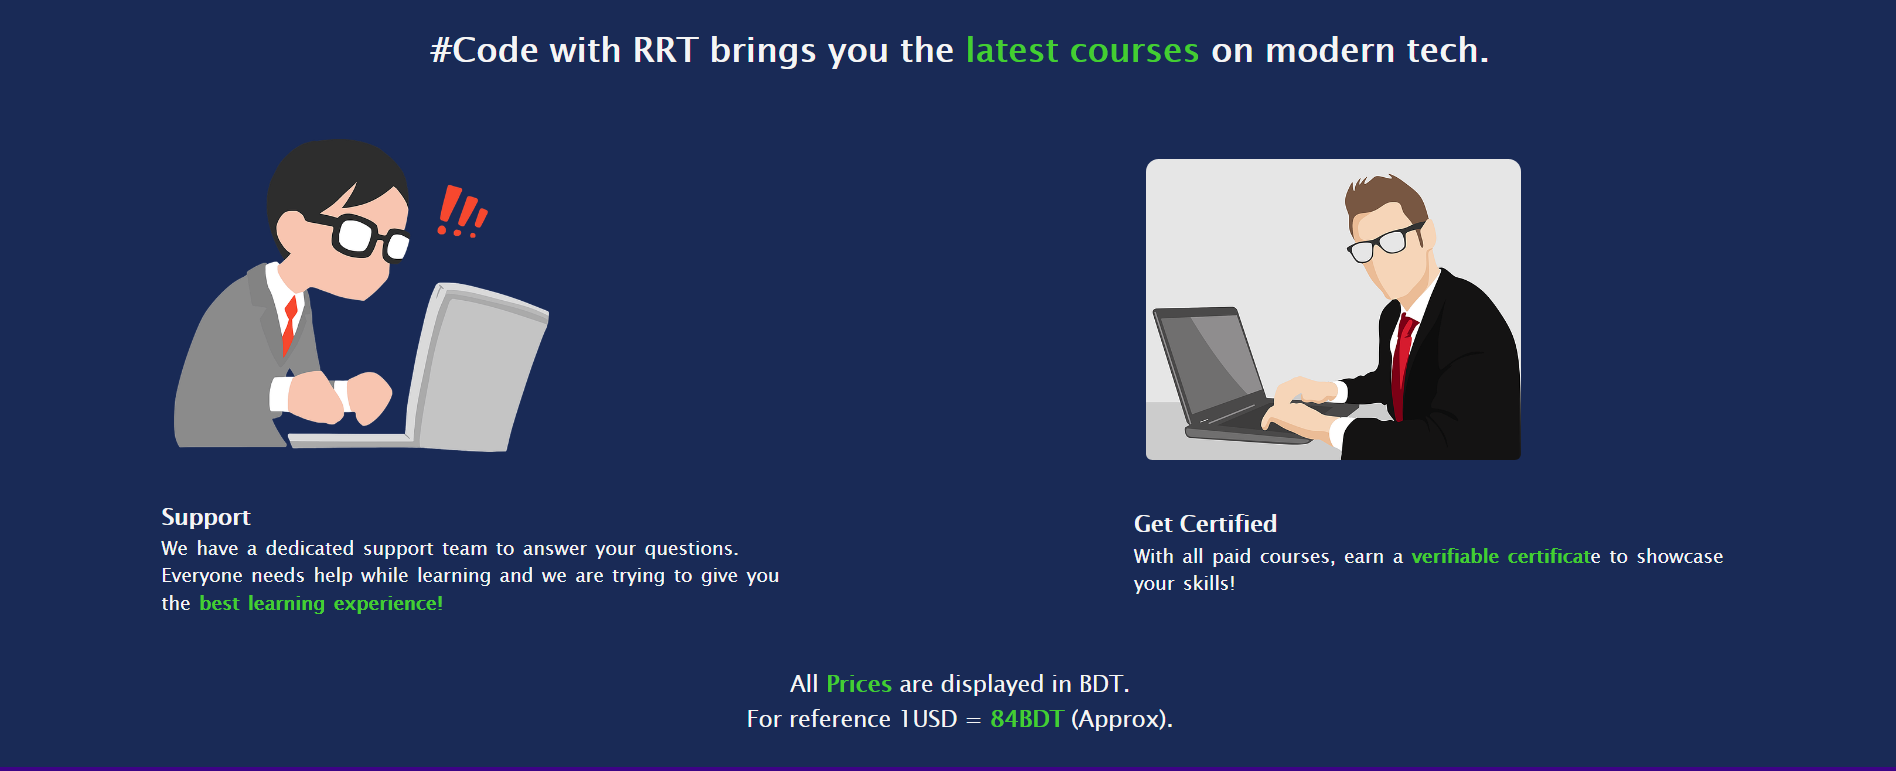 #Code with RRT brings you the latest courses on modern tech.
Support
We have a dedicated support team to answer your questions.
Everyone needs help while learning and we are trying to give you
the best learning experience!
Get Certified
With all paid courses, earn a verifiable certificate to showcase
your skills!
All Prices are displayed in BDT.
For reference 1USD = 84BDT (Approx).